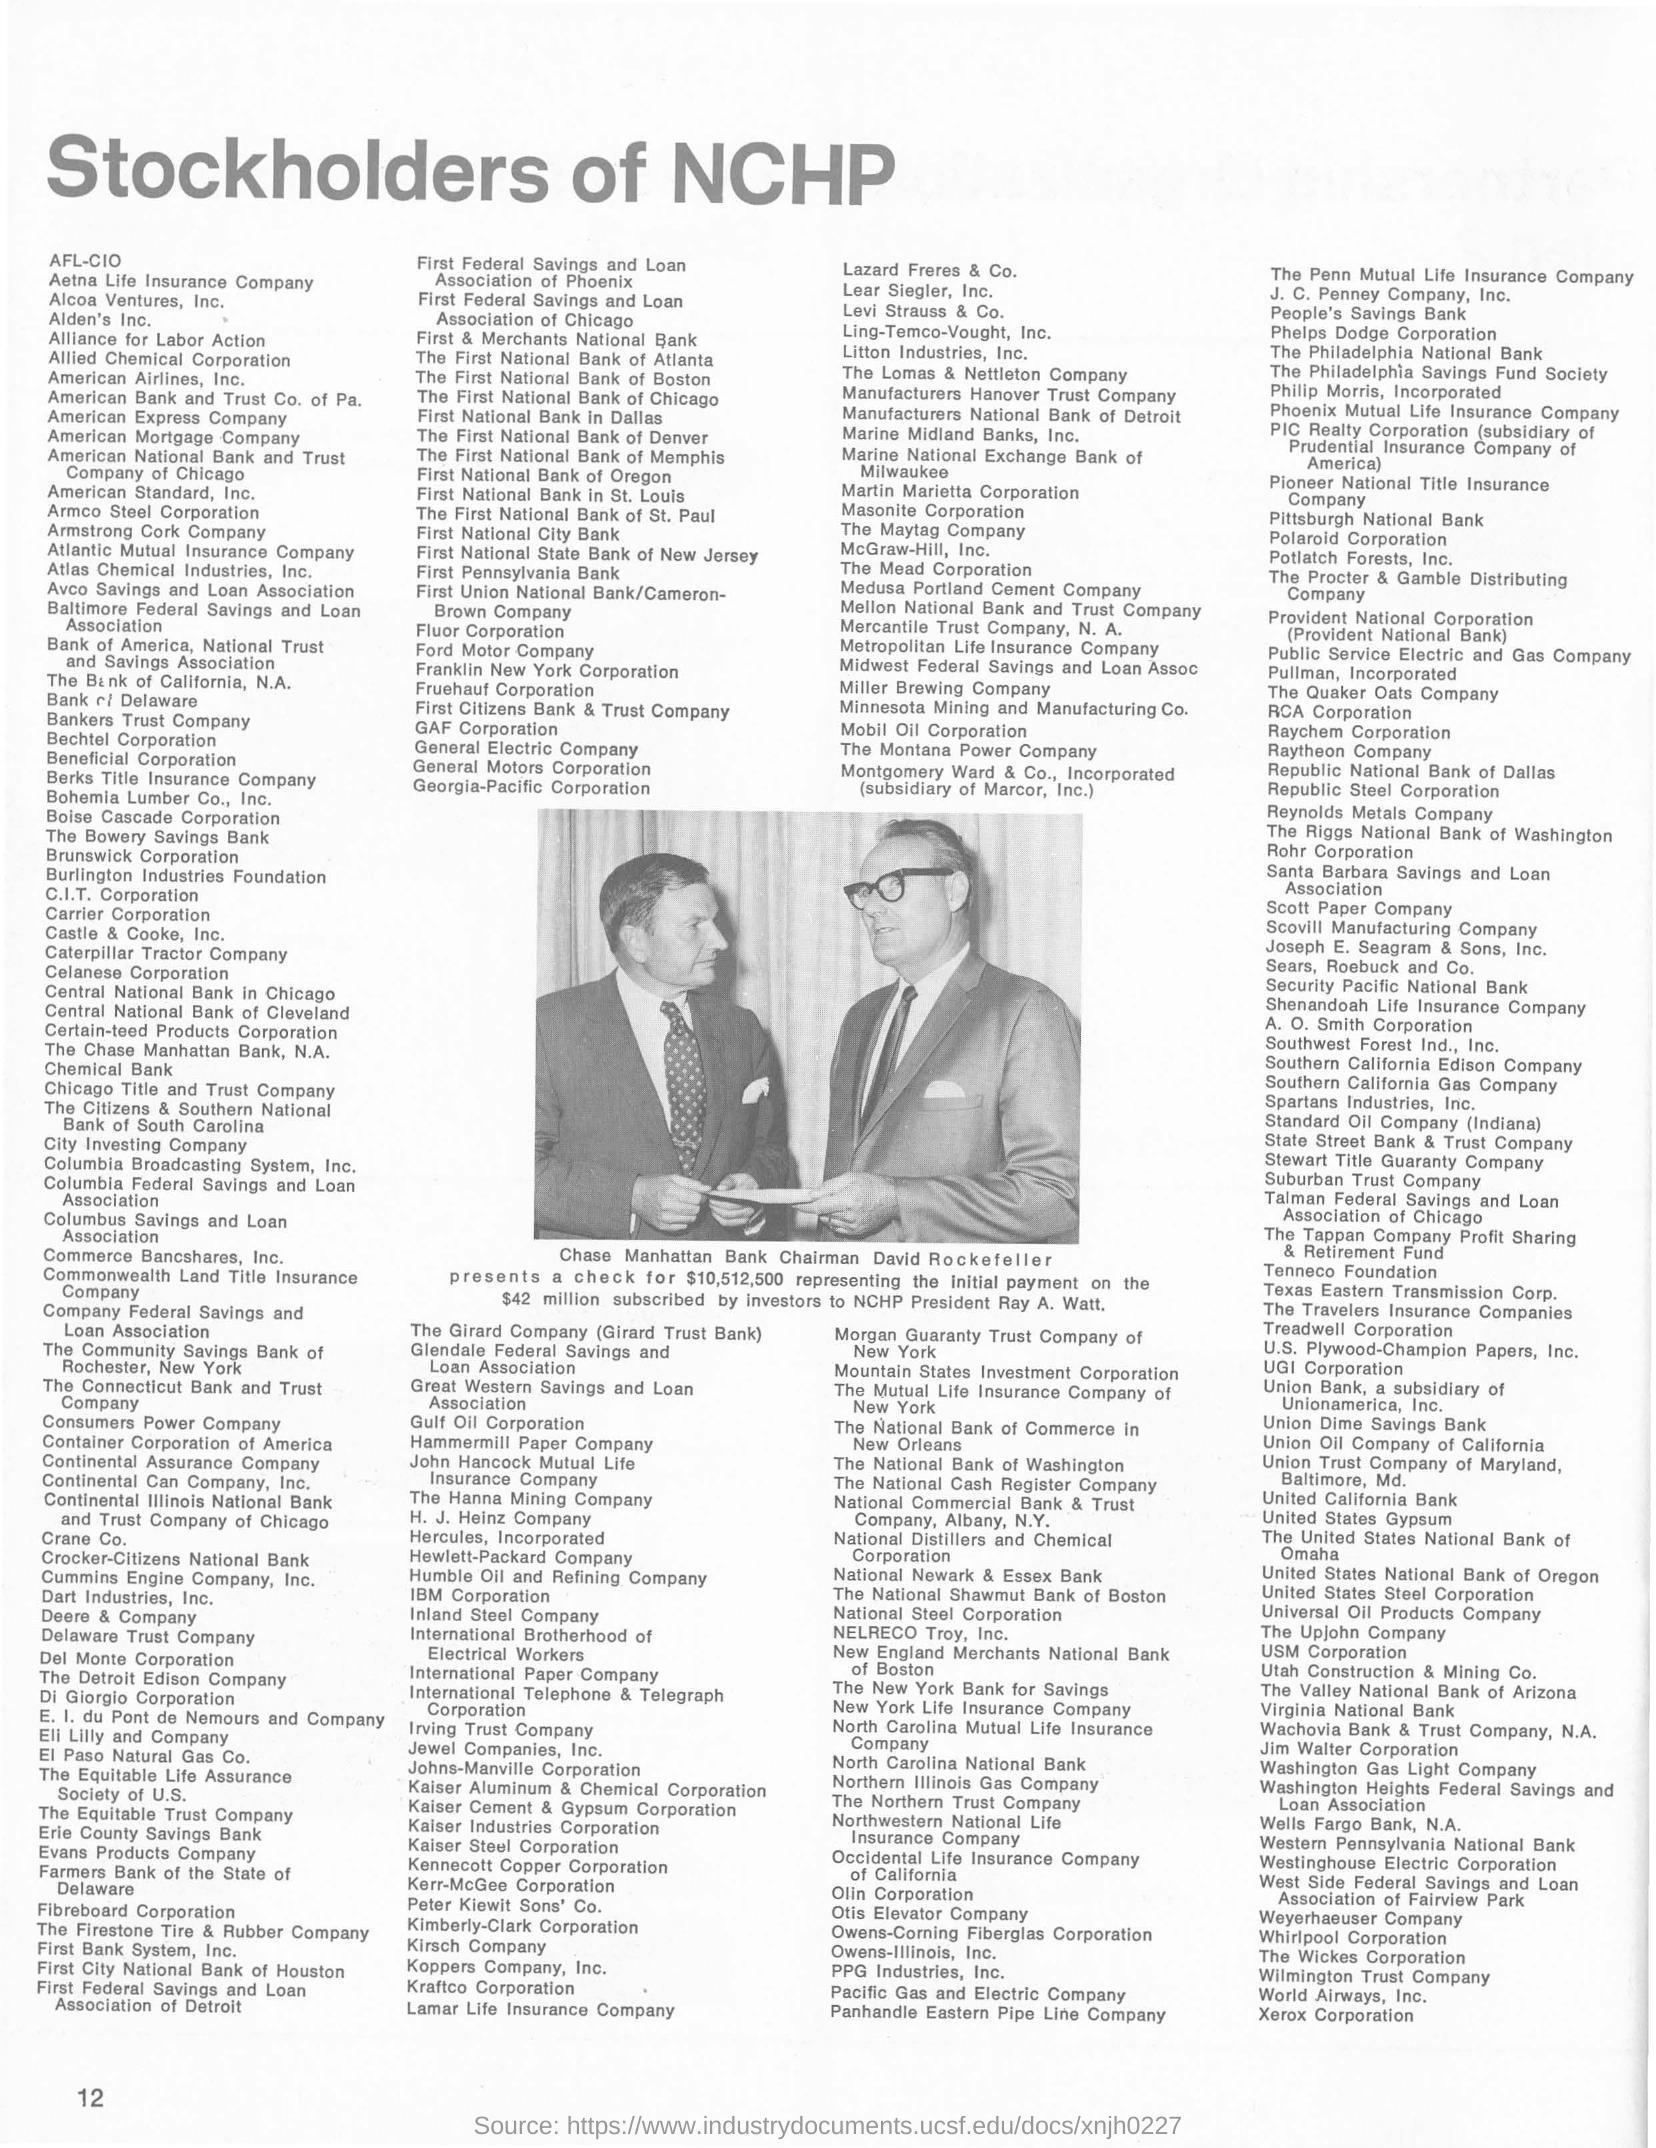 Stockholders of NCHP
AFL-CIO
Aetna Life Insurance Company
Alcoa Ventures, Inc.
Alden's Inc.
Alliance for Labor Action
Allied Chemical Corporation
American Airlines, Inc.
American Bank and Trust Co. of Pa.
American Express Company
American Mortgage Company
American National Bank and Trust
Company of Chicago
American Standard, Inc.
Armco Steel Corporation
Armstrong Cork Company
Atlantic Mutual Insurance Company
Atlas Chemical Industries, Inc.
Avco Savings and Loan Association
Baltimore Federal Savings and Loan
Association
Bank of America, National Trust
and Savings Association
The Bank of California, N.A.
Bank of Delaware
Bankers Trust Company
Bechtel Corporation
Beneficial Corporation
Berks Title Insurance Company
Bohemia Lumber Co., Inc.
Boise Cascade Corporation
The Bowery Savings Bank
Brunswick Corporation
Burlington Industries Foundation
C.I.T. Corporation
Carrier Corporation
Castle & Cooke, Inc.
Caterpillar Tractor Company
Celanese Corporation
Central National Bank in Chicago
Central National Bank of Cleveland
Certain-teed Products Corporation
The Chase Manhattan Bank, N.A.
Chemical Bank
Chicago Title and Trust Company
The Citizens & Southern National
Bank of South Carolina
City Investing Company
Columbia Broadcasting System, Inc.
Columbia Federal Savings and Loan
Association
Columbus Savings and Loan
Association
Commerce Bancshares, Inc.
Commonwealth Land Title Insurance
Company
Company Federal Savings and
Loan Association
The Community Savings Bank of
Rochester, New York
The Connecticut Bank and Trust
Company
Consumers Power Company
Container Corporation of America
Continental Assurance Company
Continental Can Company, Inc.
Continental Illinois National Bank
and Trust Company of Chicago
Crane Co.
Crocker-Citizens National Bank
Cummins Engine Company, Inc.
Dart Industries, Inc.
Deere & Company
Delaware Trust Company
Del Monte Corporation
The Detroit Edison Company
Di Giorgio Corporation
E. I. du Pont de Nemours and Company
Eli Lilly and Company
El Paso Natural Gas Co.
The Equitable Life Assurance
Society of U.S.
The Equitable Trust Company
Erie County Savings Bank
Evans Products Company
Farmers Bank of the State of
Delaware
Fibreboard Corporation
The Firestone Tire & Rubber Company
First Bank System, Inc.
First City National Bank of Houston
First Federal Savings and Loan
Association of Detroit
First Federal Savings and Loan
Association of Phoenix
First Federal Savings and Loan
Association of Chicago
First & Merchants National Bank
The First National Bank of Atlanta
The First National Bank of Boston
The First National Bank of Chicago
First National Bank in Dallas
The First National Bank of Denver
The First National Bank of Memphis
First National Bank of Oregon
First National Bank in St. Louis
The First National Bank of St. Paul
First National City Bank
First National State Bank of New Jersey
First Pennsylvania Bank
First Union National Bank/Cameron-
Brown Company
Fluor Corporation
Ford Motor Company
Franklin New York Corporation
Fruehauf Corporation
First Citizens Bank & Trust Company
GAF Corporation
General Electric Company
General Motors Corporation
Georgia-Pacific Corporation
Lazard Freres & Co.
Lear Siegler, Inc.
Levi Strauss & Co.
Ling-Temco-Vought, Inc.
Litton Industries, Inc.
The Lomas & Nettleton Company
Manufacturers Hanover Trust Company
Manufacturers National Bank of Detroit
Marine Midland Banks, Inc.
Marine National Exchange Bank of
Milwaukee
Martin Marietta Corporation
Masonite Corporation
The Maytag Company
McGraw-Hill, Inc.
The Mead Corporation
Medusa Portland Cement Company
Mellon National Bank and Trust Company
Mercantile Trust Company, N. A.
Metropolitan Life Insurance Company
Midwest Federal Savings and Loan Assoc
Miller Brewing Company
Minnesota Mining and Manufacturing Co.
Mobil Oil Corporation
The Montana Power Company
Montgomery Ward & Co., Incorporated
(subsidiary of Marcor, Inc.)
Chase Manhattan Bank Chairman David Rockefeller
presents a check for $10,512,500 representing the initial payment on the
$42 million subscribed by investors to NCHP President Ray A. Watt.
The Girard Company (Girard Trust Bank)
Glendale Federal Savings and
Loan Association
Great Western Savings and Loan
Association
Gulf Oil Corporation
Hammermill Paper Company
John Hancock Mutual Life
Insurance Company
The Hanna Mining Company
H. J. Heinz Company
Hercules, Incorporated
Hewlett-Packard Company
Humble Oil and Refining Company
IBM Corporation
Inland Steel Company
International Brotherhood of
Electrical Workers
International Paper Company
International Telephone & Telegraph
Corporation
Irving Trust Company
Jewel Companies, Inc.
Johns-Manville Corporation
Kaiser Aluminum & Chemical Corporation
Kaiser Cement & Gypsum Corporation
Kaiser Industries Corporation
Kaiser Steel Corporation
Kennecott Copper Corporation
Kerr-McGee Corporation
Peter Kiewit Sons' Co.
Kimberly-Clark Corporation
Kirsch Company
Koppers Company, Inc.
Kraftco Corporation
Lamar Life Insurance Company
Morgan Guaranty Trust Company of
New York
Mountain States Investment Corporation
The Mutual Life Insurance Company of
New York
The National Bank of Commerce in
New Orleans
The National Bank of Washington
The National Cash Register Company
National Commercial Bank & Trust
Company, Albany, N.Y.
National Distillers and Chemical
Corporation
National Newark & Essex Bank
The National Shawmut Bank of Boston
National Steel Corporation
NELRECO Troy, Inc.
New England Merchants National Bank
of Boston
The New York Bank for Savings
New York Life Insurance Company
North Carolina Mutual Life Insurance
Company
North Carolina National Bank
Northern Illinois Gas Company
The Northern Trust Company
Northwestern National Life
Insurance Company
Occidental Life Insurance Company
of California
Olin Corporation
Otis Elevator Company
Owens-Corning Fiberglas Corporation
Owens-Illinois, Inc.
PPG Industries, Inc.
Pacific Gas and Electric Company
Panhandle Eastern Pipe Line Company
The Penn Mutual Life Insurance Company
J. C. Penney Company, Inc.
People's Savings Bank
Phelps Dodge Corporation
The Philadelphia National Bank
The Philadelphia Savings Fund Society
Philip Morris, Incorporated
Phoenix Mutual Life Insurance Company
PIC Realty Corporation (subsidiary of
Prudential Insurance Company of
America)
Pioneer National Title Insurance
Company
Pittsburgh National Bank
Polaroid Corporation
Potlatch Forests, Inc.
The Procter & Gamble Distributing
Company
Provident National Corporation
(Provident National Bank)
Public Service Electric and Gas Company
Pullman, Incorporated
The Quaker Oats Company
RCA Corporation
Raychem Corporation
Raytheon Company
Republic National Bank of Dallas
Republic Steel Corporation
Reynolds Metals Company
The Riggs National Bank of Washington
Rohr Corporation
Santa Barbara Savings and Loan
Association
Scott Paper Company
Scovill Manufacturing Company
Joseph E. Seagram & Sons, Inc.
Sears, Roebuck and Co.
Security Pacific National Bank
Shenandoah Life Insurance Company
A. O. Smith Corporation
Southwest Forest Ind., Inc.
Southern California Edison Company
Southern California Gas Company
Spartans Industries, Inc.
Standard Oil Company (Indiana)
State Street Bank & Trust Company
Stewart Title Guaranty Company
Suburban Trust Company
Talman Federal Savings and Loan
Association of Chicago
The Tappan Company Profit Sharing
& Retirement Fund
Tenneco Foundation
Texas Eastern Transmission Corp.
The Travelers Insurance Companies
Treadwell Corporation
U.S. Plywood-Champion Papers, Inc.
UGI Corporation
Union Bank, a subsidiary of
Unionamerica, Inc.
Union Dime Savings Bank
Union Oil Company of California
Union Trust Company of Maryland,
Baltimore, Md.
United California Bank
United States Gypsum
The United States National Bank of
Omaha
United States National Bank of Oregon
United States Steel Corporation
Universal Oil Products Company
The Upjohn Company
USM Corporation
Utah Construction & Mining Co.
The Valley National Bank of Arizona
Virginia National Bank
Wachovia Bank & Trust Company, N.A.
Jim Walter Corporation
Washington Gas Light Company
Washington Heights Federal Savings and
Loan Association
Wells Fargo Bank, N.A.
Western Pennsylvania National Bank
Westinghouse Electric Corporation
West Side Federal Savings and Loan
Association of Fairview Park
Weyerhaeuser Company
Whirlpool Corporation
The Wickes Corporation
Wilmington Trust Company
World Airways, Inc.
Xerox Corporation
12
Source: https://www.industrydocuments.ucsf.edu/docs/xnjh0227